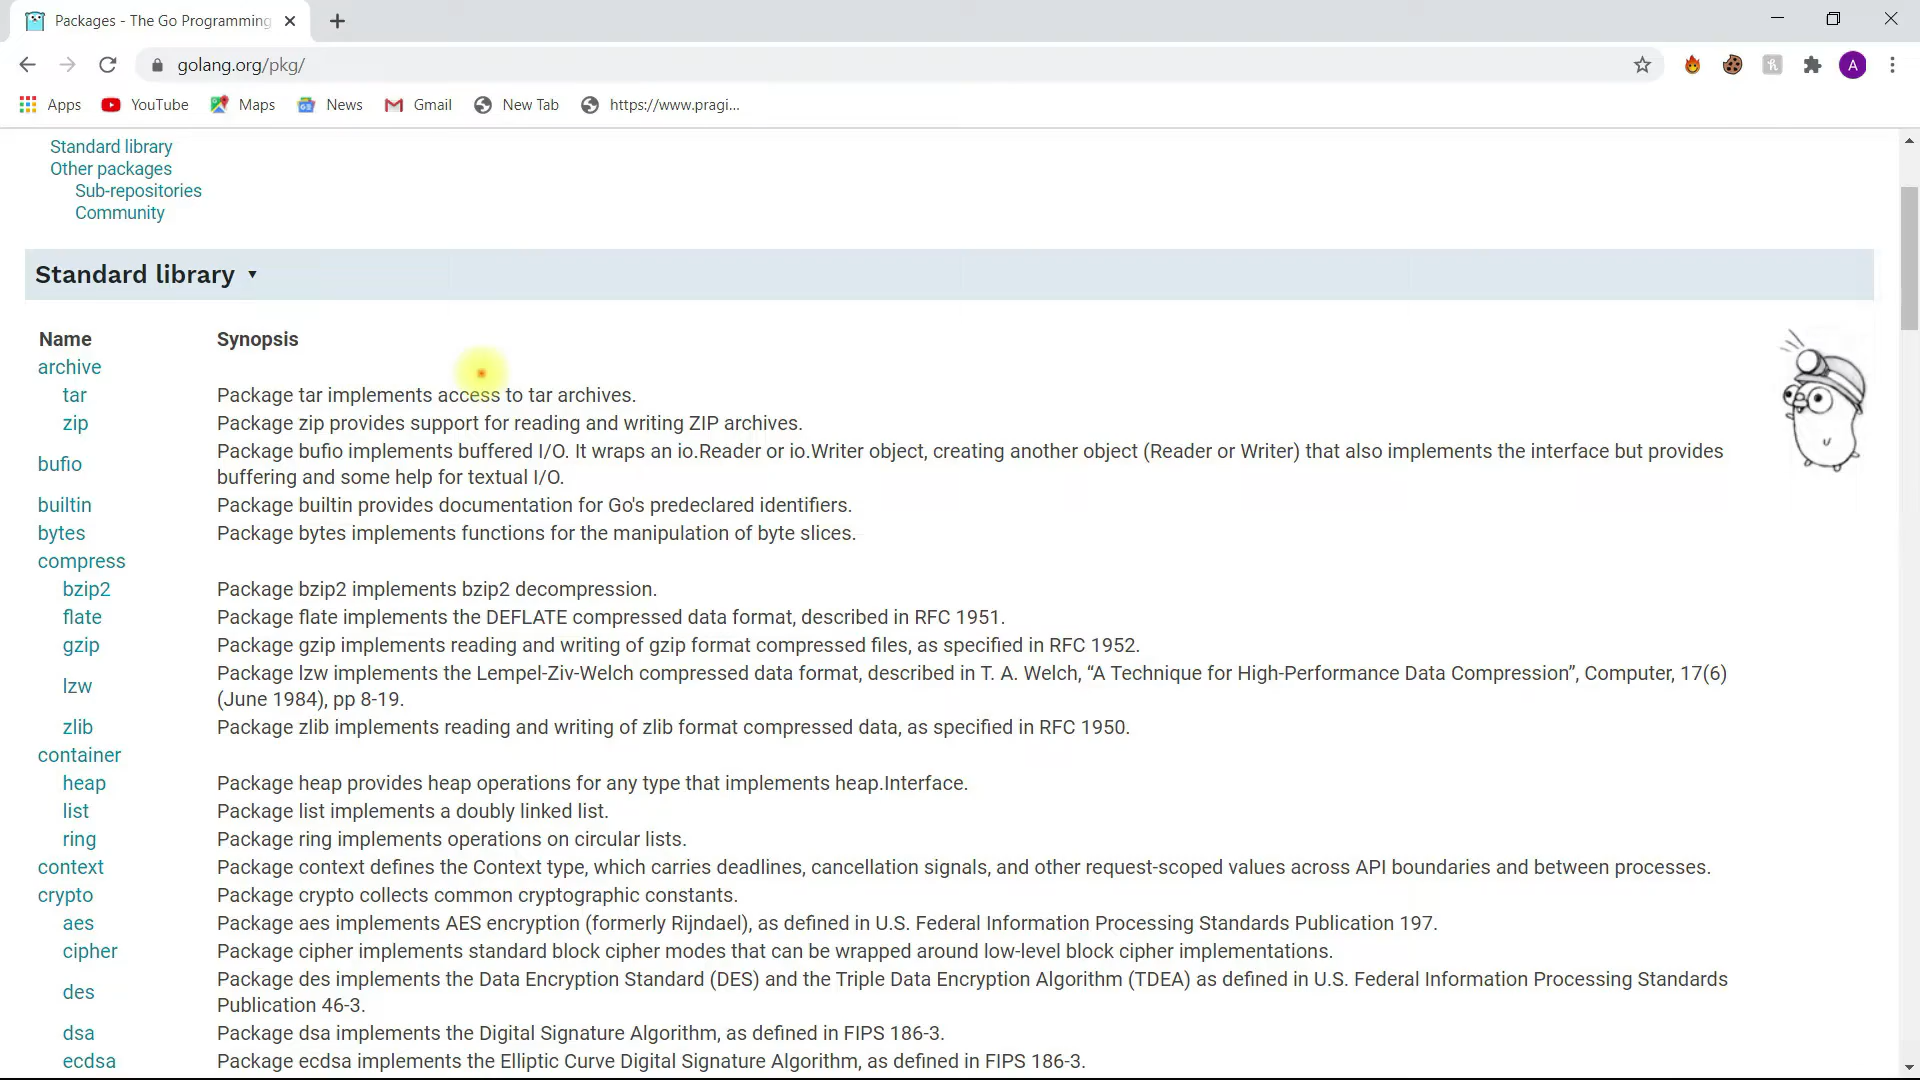 Packages - The Go Programming
golang.org/pkg/
A
Apps YouTube Maps News Gmail New Tab https://www.pragi...
Standard library
Other packages
Sub-repositories
Community
Standard library ▾
Name Synopsis
archive
tar Package tar implements access to tar archives.
zip Package zip provides support for reading and writing ZIP archives.
bufio Package bufio implements buffered I/O. It wraps an io.Reader or io.Writer object, creating another object (Reader or Writer) that also implements the interface but provides
buffering and some help for textual I/O.
builtin Package builtin provides documentation for Go's predeclared identifiers.
bytes Package bytes implements functions for the manipulation of byte slices.
compress
bzip2 Package bzip2 implements bzip2 decompression.
flate Package flate implements the DEFLATE compressed data format, described in RFC 1951.
gzip Package gzip implements reading and writing of gzip format compressed files, as specified in RFC 1952.
lzw Package lzw implements the Lempel-Ziv-Welch compressed data format, described in T. A. Welch, “A Technique for High-Performance Data Compression”, Computer, 17(6)
(June 1984), pp 8-19.
zlib Package zlib implements reading and writing of zlib format compressed data, as specified in RFC 1950.
container
heap Package heap provides heap operations for any type that implements heap.Interface.
list Package list implements a doubly linked list.
ring Package ring implements operations on circular lists.
context Package context defines the Context type, which carries deadlines, cancellation signals, and other request-scoped values across API boundaries and between processes.
crypto Package crypto collects common cryptographic constants.
aes Package aes implements AES encryption (formerly Rijndael), as defined in U.S. Federal Information Processing Standards Publication 197.
cipher Package cipher implements standard block cipher modes that can be wrapped around low-level block cipher implementations.
des Package des implements the Data Encryption Standard (DES) and the Triple Data Encryption Algorithm (TDEA) as defined in U.S. Federal Information Processing Standards
Publication 46-3.
dsa Package dsa implements the Digital Signature Algorithm, as defined in FIPS 186-3.
ecdsa Package ecdsa implements the Elliptic Curve Digital Signature Algorithm, as defined in FIPS 186-3.